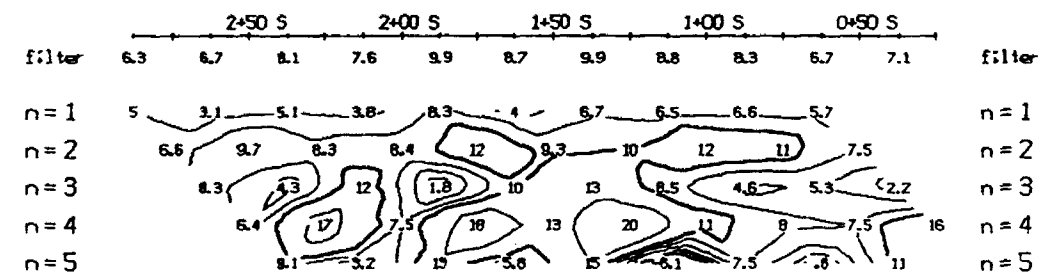 2+50 S 2+00 S 1+50 S 1+00 S 0+50 S
filter 6.3 6.7 8.1 7.6 9.9 8.7 9.9 8.8 8.3 6.7 7.1 filter
n = 1 5 3.1 5.1 3.8 8.3 4 6.7 6.5 6.6 5.7 n = 1
n = 2 6.6 9.7 8.3 8.4 12 9.3 10 12 11 7.5 n = 2
n = 3 8.3 4.3 12 1.8 10 13 8.5 4.6 5.3 2.2 n = 3
n = 4 6.4 17 7.5 18 13 20 11 8 7.5 16 n = 4
n = 5 9.1 5.2 13 5.8 15 7.5 11 n = 5